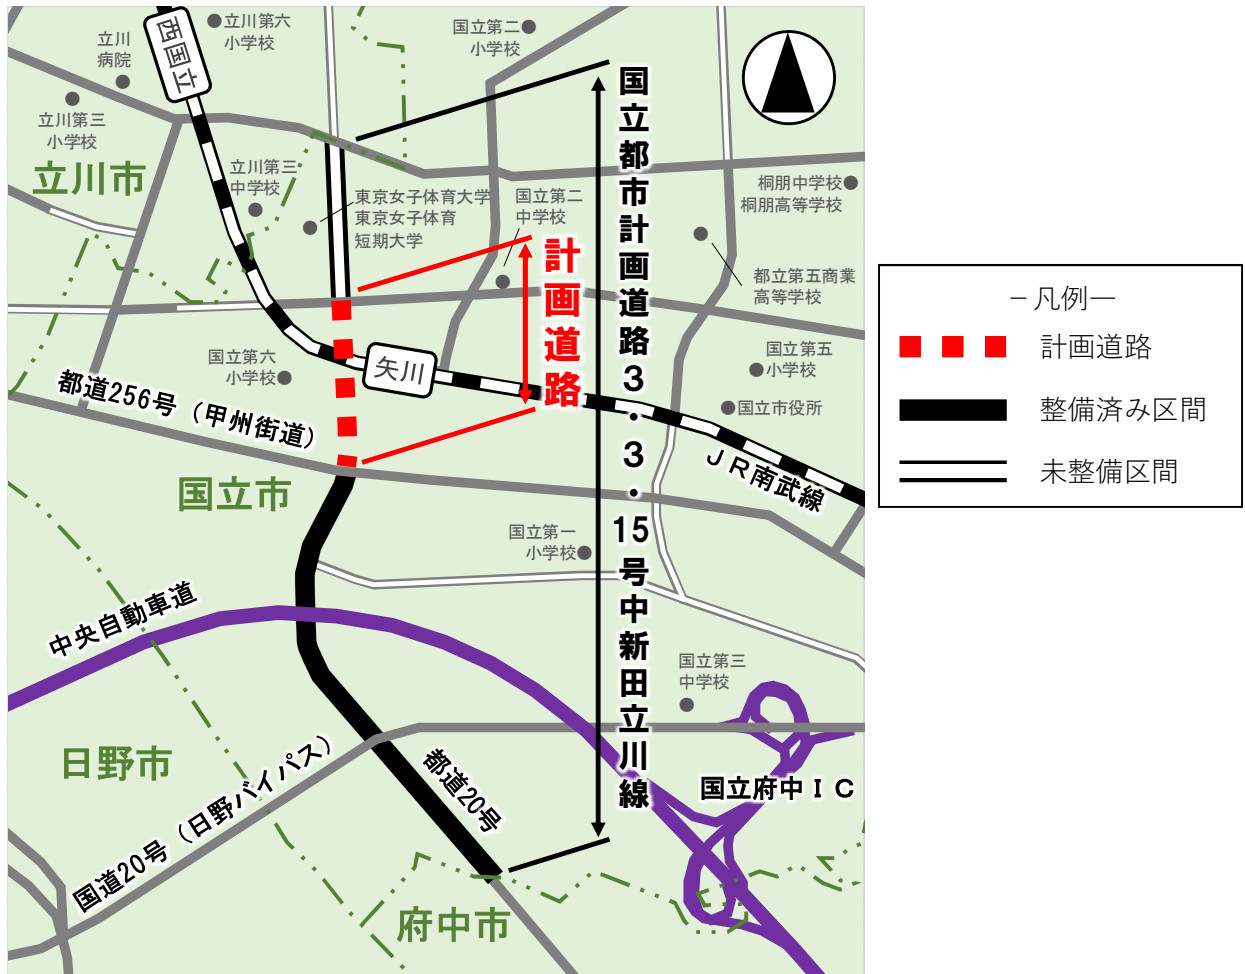 立川第六
小学校
西国立
立川
病院
国立第二
小学校
立川第三
小学校
立川市
立川第三
中学校
東京女子体育大学
東京女子体育
短期大学
国立第二
中学校
桐朋中学校
桐朋高等学校
都立第五商業
高等学校
計画道路
国立都市計画道路3・3・15号中新田立川線
国立第六
小学校
矢川
国立第五
小学校
国立市役所
都道256号(甲州街道)
JR南武線
国立市
国立第一
小学校
中央自動車道
国立第三
中学校
日野市
都道20号
国立府中IC
国道20号(日野バイパス)
府中市
−凡例―
計画道路
整備済み区間
未整備区間